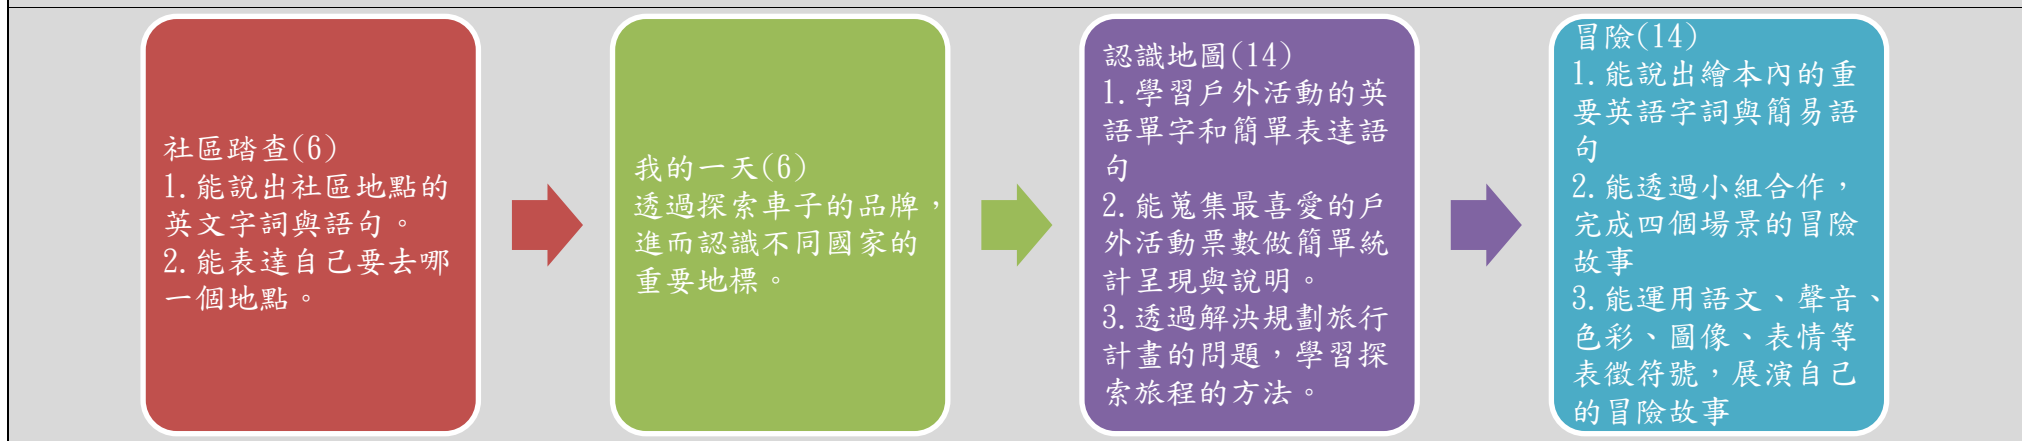 社區踏查(6)
1.能說出社區地點的
英文字詞與語句。
2.能表達自己要去哪
一個地點。
我的一天(6)
透過探索車子的品牌，
進而認識不同國家的
重要地標。
認識地圖(14)
1.學習戶外活動的英
語單字和簡單表達語
句
2.能蒐集最喜愛的戶
外活動票數做簡單統
計呈現與說明。
3.透過解決規劃旅行
計畫的問題，學習探
索旅程的方法。
冒險(14)
1.能說出繪本內的重
要英語字詞與簡易語
句
2.能透過小組合作，
完成四個場景的冒險
故事
3.能運用語文、聲音、
色彩、圖像、表情等
表徵符號，展演自己
的冒險故事